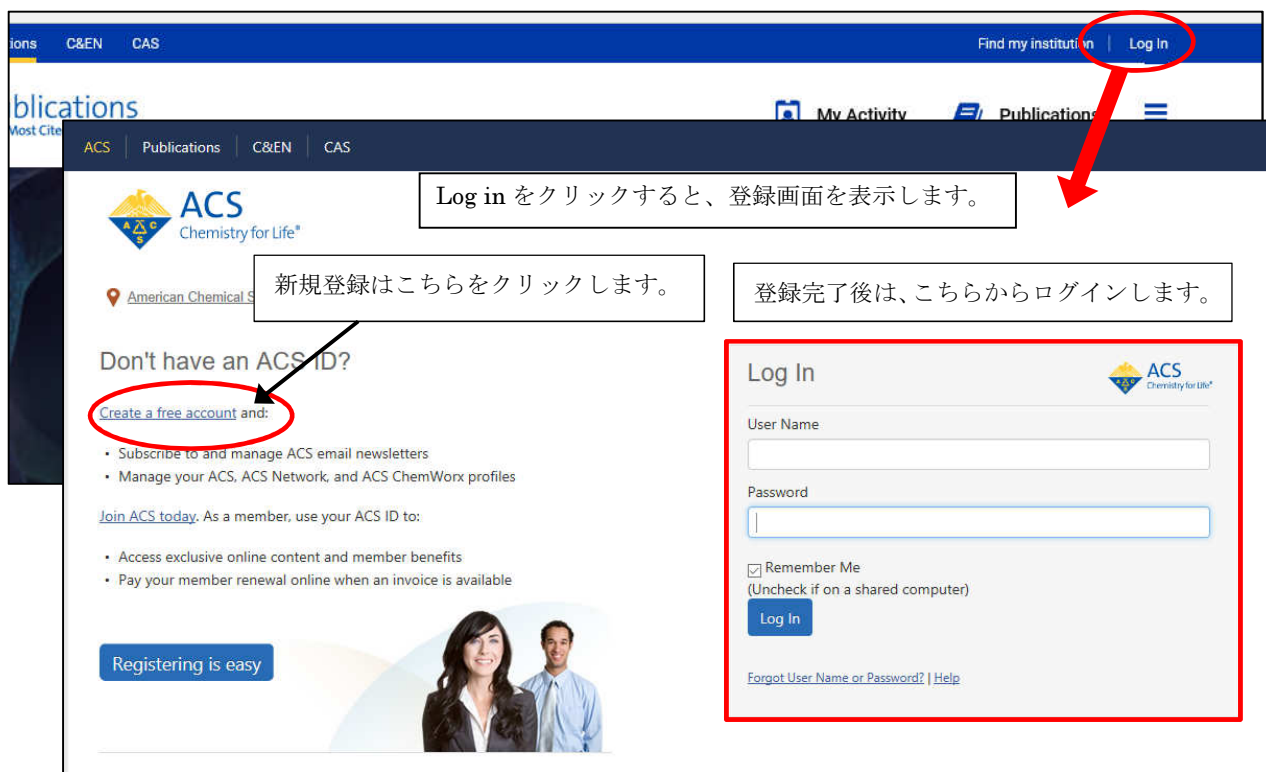 ions C&EN CAS Find my institution | Log In
blications
Most Cite
My Activity Publications
ACS Publications C&EN CAS
Log in をクリックすると、登録画面を表示します。
ACS
Chemistry for Life®
A C S
新規登録はこちらをクリックします。
登録完了後は、こちらからログインします。
American Chemical S
Don't have an ACS ID?
Create a free account and:
• Subscribe to and manage ACS email newsletters
• Manage your ACS, ACS Network, and ACS ChemWorx profiles
Join ACS today. As a member, use your ACS ID to:
• Access exclusive online content and member benefits
• Pay your member renewal online when an invoice is available
Registering is easy
Log In
ACS
Chemistry for Life®
User Name
Password
Remember Me
(Uncheck if on a shared computer)
Log In
Forgot User Name or Password? | Help